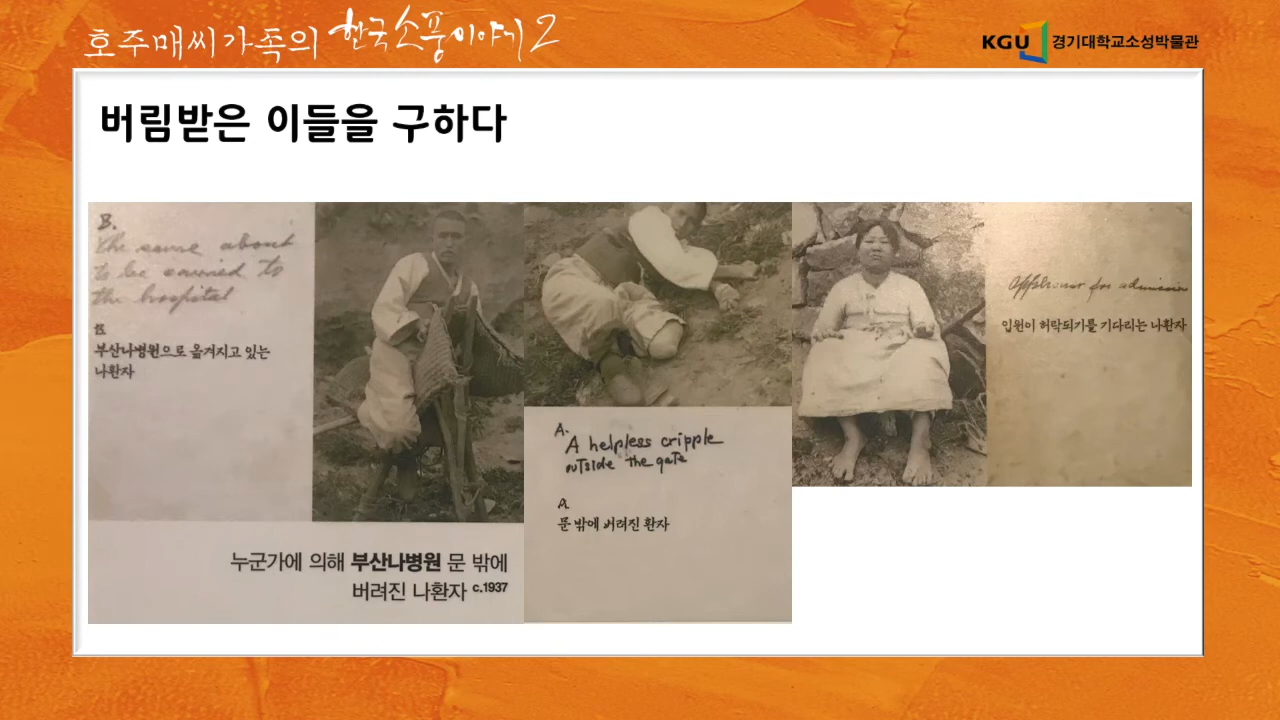 호주매씨가족의 한국소풍이야기2
KGU 경기대학교소성박물관
버림받은 이들을 구하다
B.
The same about
to be carried to
the hospital
B.
부산나병원으로 옮겨지고 있는
나환자
누군가에 의해 부산나병원 문 밖에
버려진 나환자 c.1937
A.
A helpless cripple
outside the gate
A.
문 밖에 버려진 환자
for admission
입원이 허락되기를 기다리는 나환자